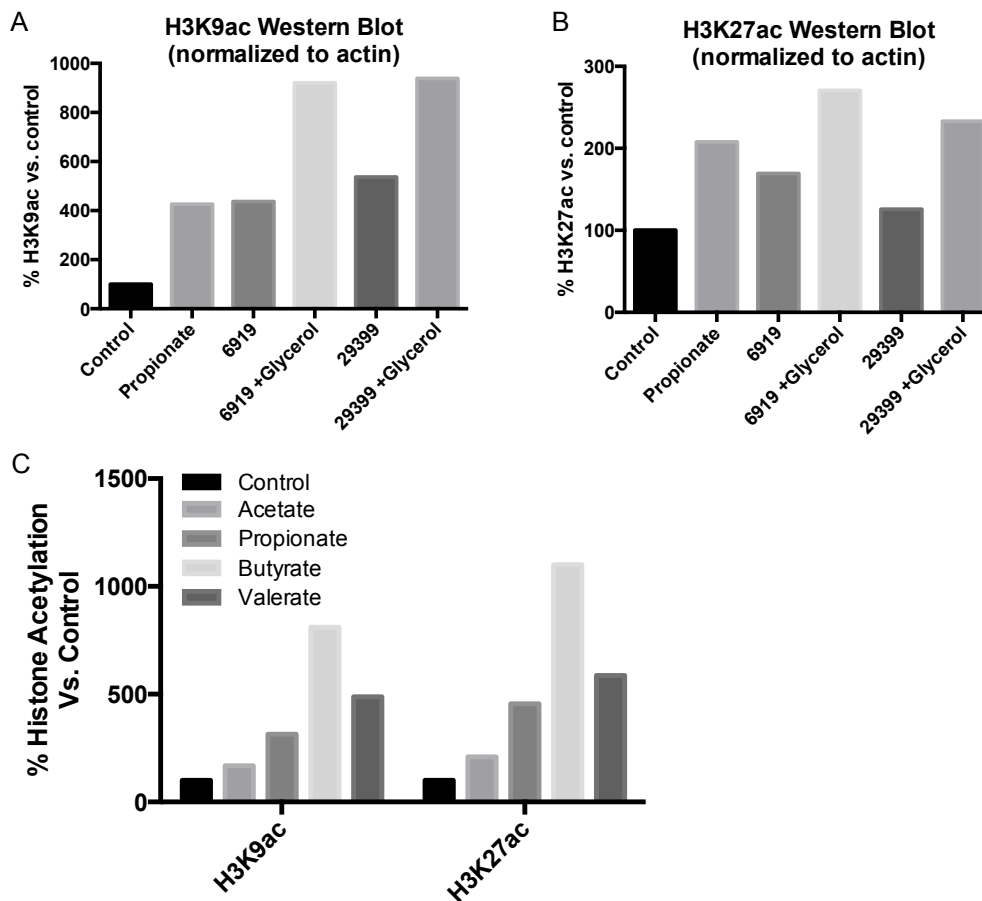 A
H3K9ac Western Blot
(normalized to actin)
% H3K9ac vs. control
1000
800
600
400
200
0
Control
Propionate
6919
6919 +Glycerol
29399
29399 +Glycerol
B
H3K27ac Western Blot
(normalized to actin)
% H3K27ac vs. control
300
200
100
0
Control
Propionate
6919
6919 +Glycerol
29399
29399 +Glycerol
C
% Histone Acetylation
Vs. Control
1500
1000
500
0
Control
Acetate
Propionate
Butyrate
Valerate
H3K9ac
H3K27ac